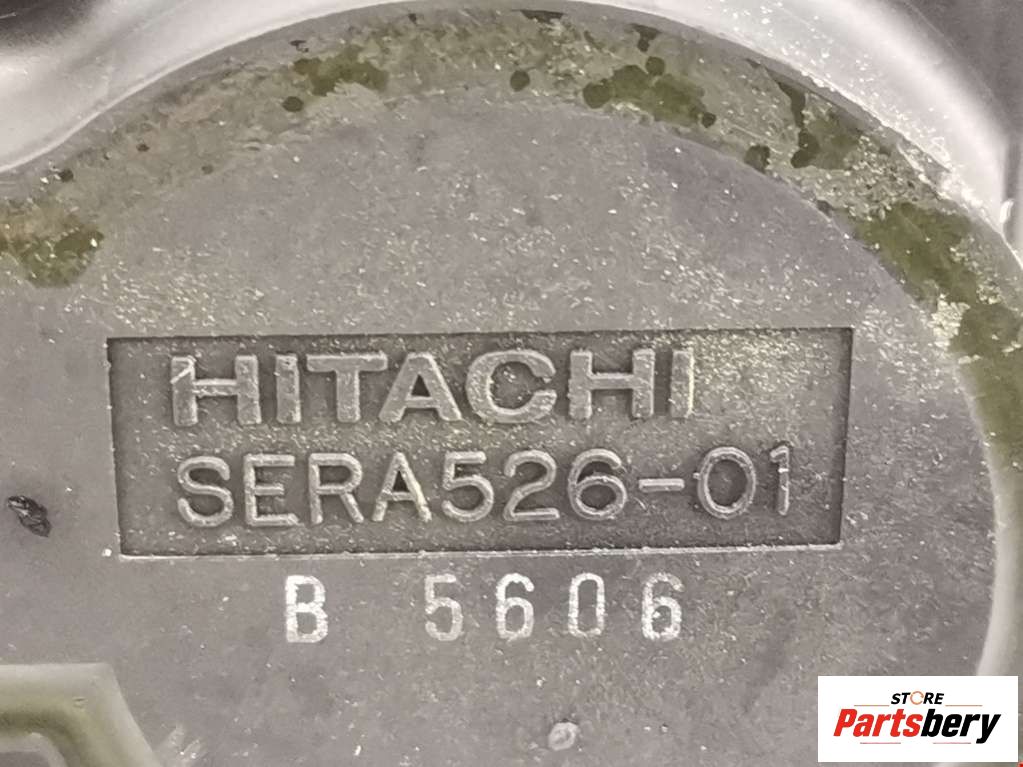 HITACHI
SERA526-01
B 5606
STORE
Partsbery